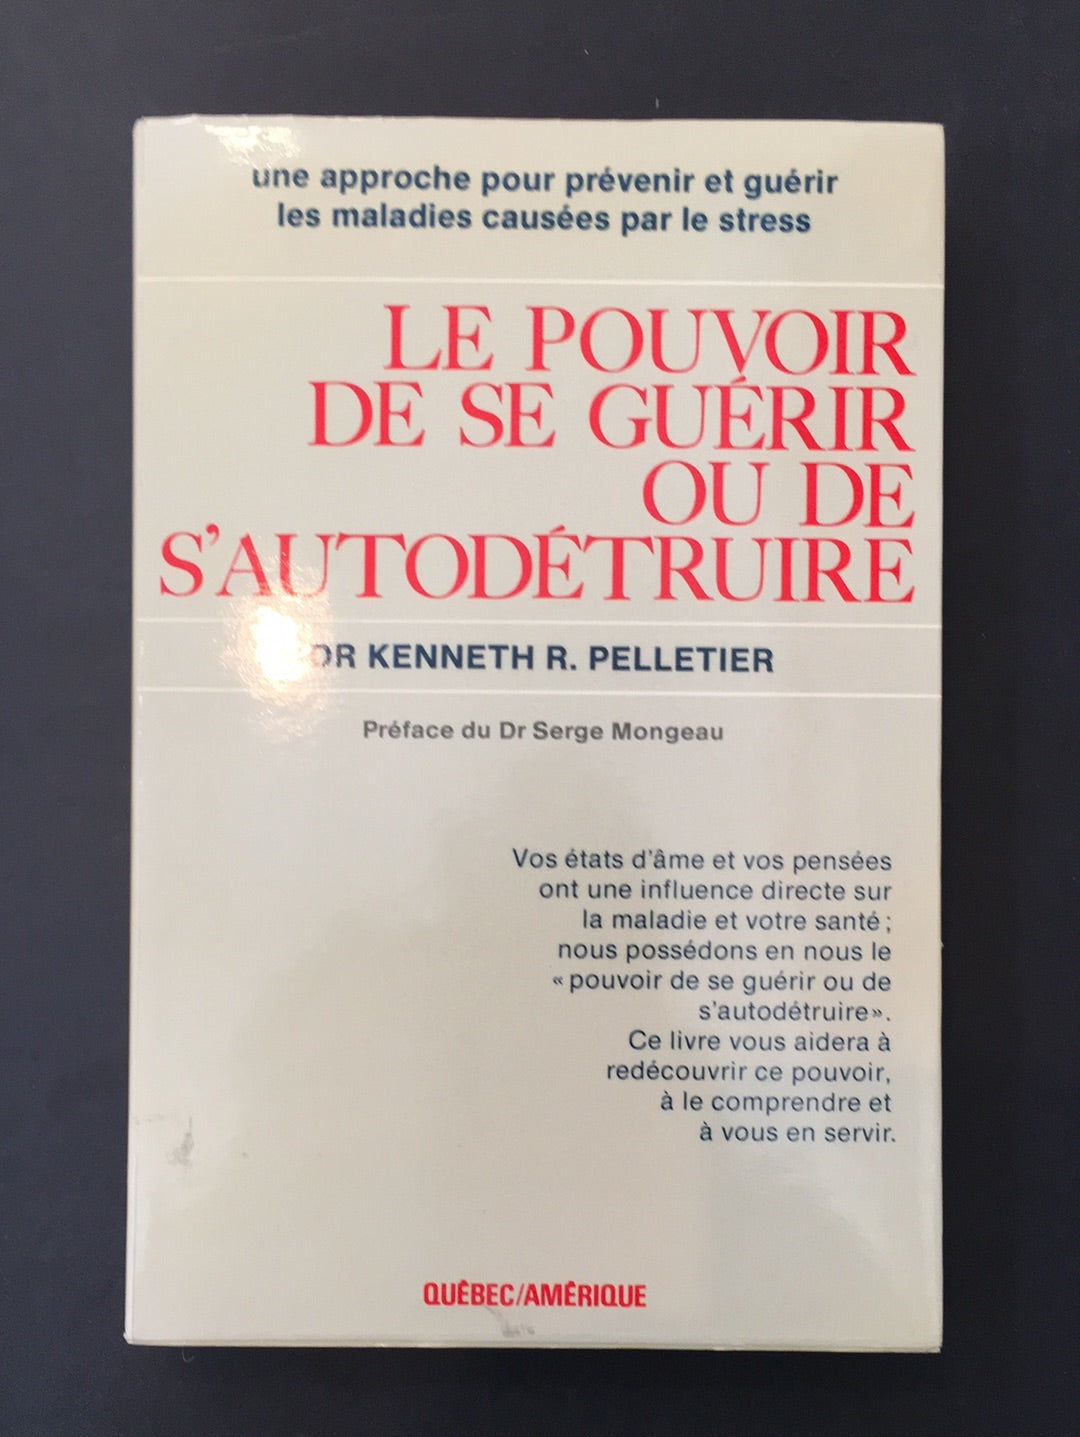 une approche pour prévenir et guérir
les maladies causées par le stress
LE POUVOIR
DE SE GUÉRIR
OU DE
S'AUTODÉTRUIRE
DR KENNETH R. PELLETIER
Préface du Dr Serge Mongeau
Vos états d'âme et vos pensées
ont une influence directe sur
la maladie et votre santé ;
nous possédons en nous le
« pouvoir de se guérir ou de
s'autodétruire ».
Ce livre vous aidera à
redécouvrir ce pouvoir,
à le comprendre et
à vous en servir.
QUÉBEC/AMÉRIQUE